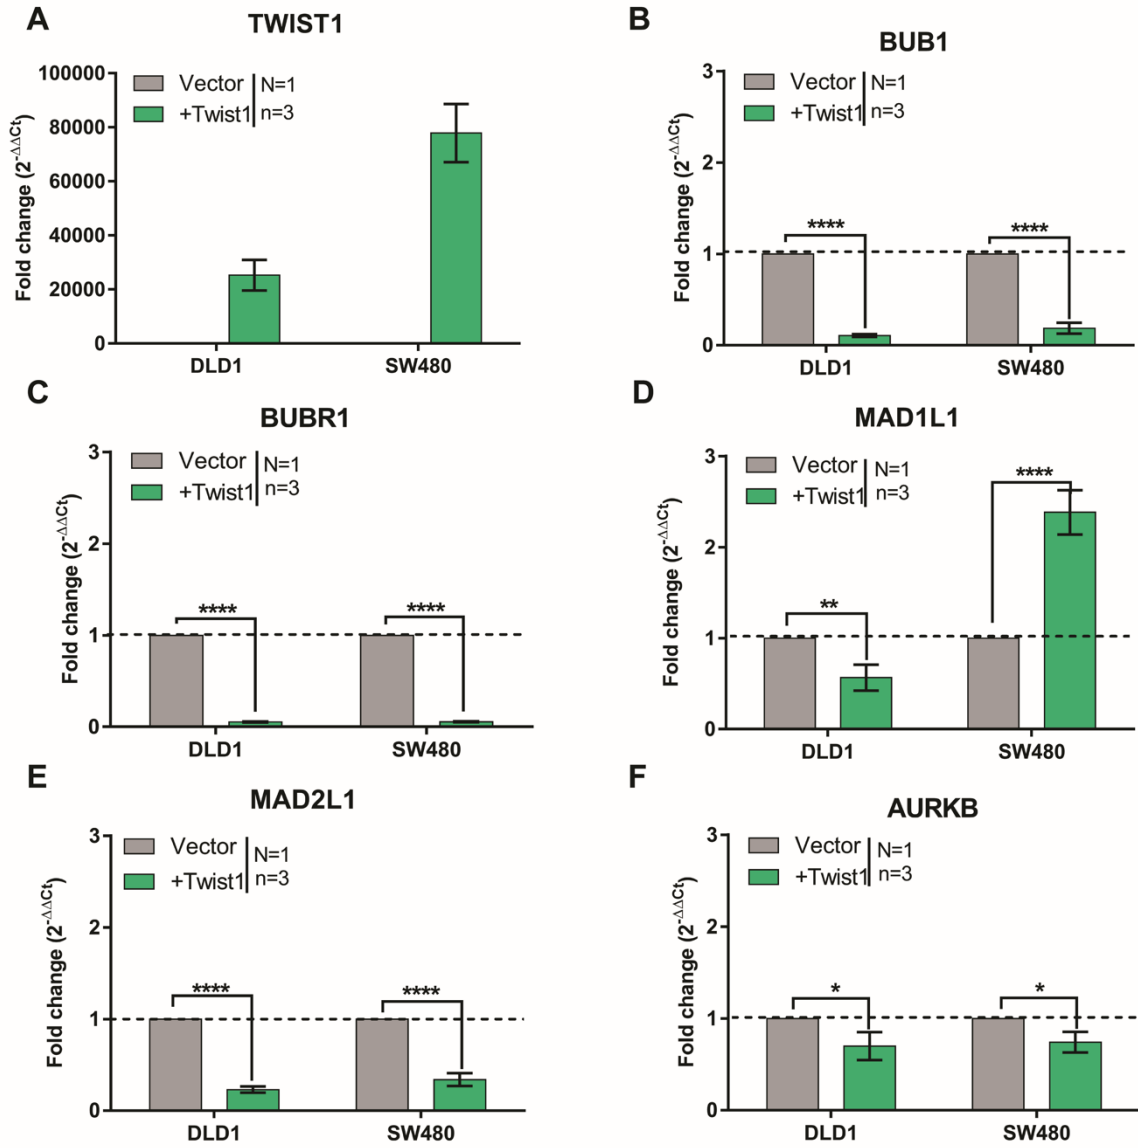 A
TWIST1
Fold change (2^-ΔΔCt)
100000
80000
60000
40000
20000
0
Vector
+Twist1
N=1
n=3
DLD1
SW480
B
BUB1
Fold change (2^-ΔΔCt)
3
2
1
0
Vector
+Twist1
N=1
n=3
****
****
DLD1
SW480
C
BUBR1
Fold change (2^-ΔΔCt)
3
2
1
0
Vector
+Twist1
N=1
n=3
****
****
DLD1
SW480
D
MAD1L1
Fold change (2^-ΔΔCt)
3
2
1
0
Vector
+Twist1
N=1
n=3
**
****
DLD1
SW480
E
MAD2L1
Fold change (2^-ΔΔCt)
3
2
1
0
Vector
+Twist1
N=1
n=3
****
****
DLD1
SW480
F
AURKB
Fold change (2^-ΔΔCt)
3
2
1
0
Vector
+Twist1
N=1
n=3
*
*
DLD1
SW480